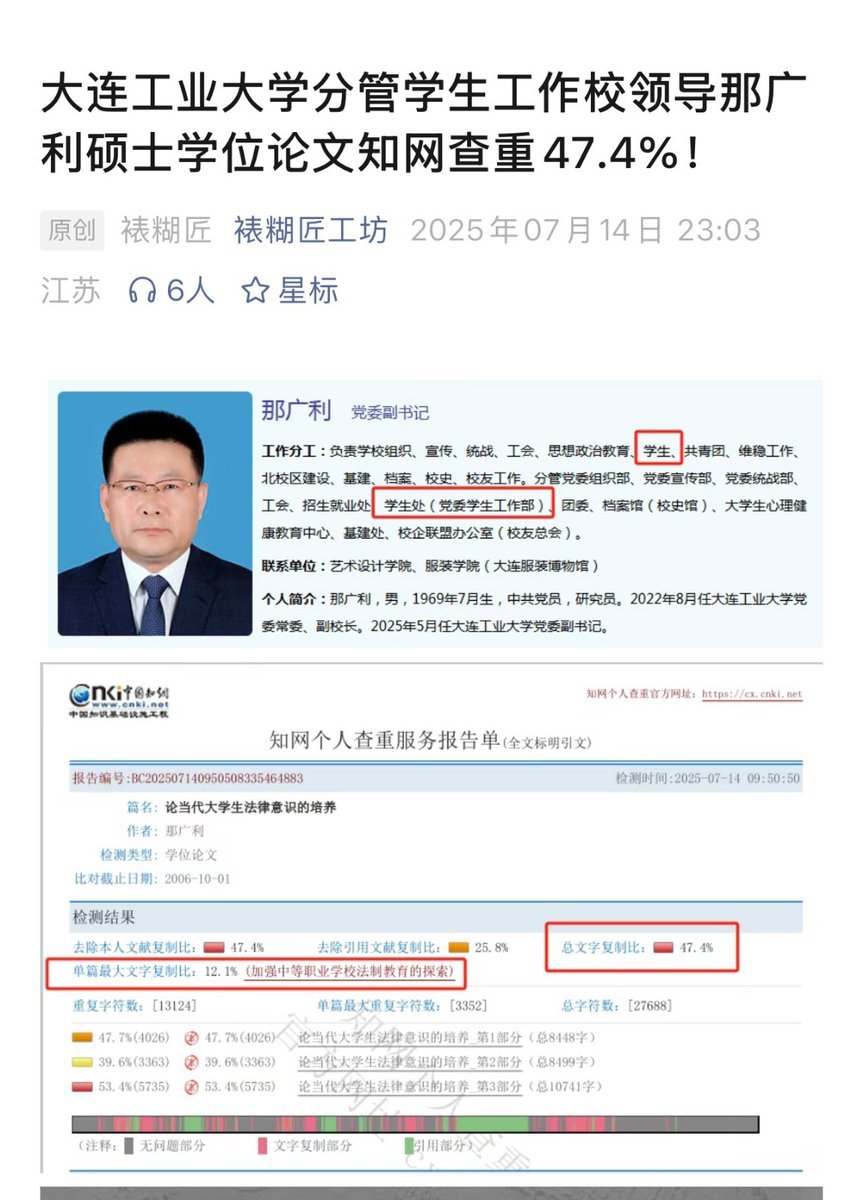 大连工业大学分管学生工作校领导那广
利硕士学位论文知网查重47.4%！
原创 裱糊匠 裱糊匠工坊 2025年07月14日 23:03
江苏 6人 星标
那广利 党委副书记
工作分工：负责学校组织、宣传、统战、工会、思想政治教育、学生、共青团、维稳工作、
北校区建设、基建、档案、校史、校友工作。分管党委组织部、党委宣传部、党委统战部、
工会、招生就业处、学生处（党委学生工作部）、团委、档案馆（校史馆）、大学生心理健
康教育中心、基建处、校企联盟办公室（校友总会）。
联系单位：艺术设计学院、服装学院（大连服装博物馆）
个人简介：那广利，男，1969年7月生，中共党员，研究员。2022年8月任大连工业大学党
委常委、副校长。2025年5月任大连工业大学党委副书记。
cnki中国知网
www.cnki.net
中国知识基础设施工程
知网个人查重官方网址：https://cx.cnki.net
知网个人查重服务报告单(全文标明引文)
报告编号:BC202507140950508335464883 检测时间:2025-07-14 09:50:50
篇名：论当代大学生法律意识的培养
作者：那广利
检测类型：学位论文
比对截止日期：2006-10-01
检测结果
去除本人文献复制比：47.4% 去除引用文献复制比：25.8% 总文字复制比：47.4%
单篇最大文字复制比：12.1%（加强中等职业学校法制教育的探索）
重复字符数：[13124] 单篇最大重复字符数：[3352] 总字符数：[27688]
47.7%(4026) 47.7%(4026) 论当代大学生法律意识的培养_第1部分（总8448字）
39.6%(3363) 39.6%(3363) 论当代大学生法律意识的培养_第2部分（总8499字）
53.4%(5735) 53.4%(5735) 论当代大学生法律意识的培养_第3部分（总10741字）
（注释：无问题部分 文字复制部分 引用部分）
知网个人查重
官方网址：cx